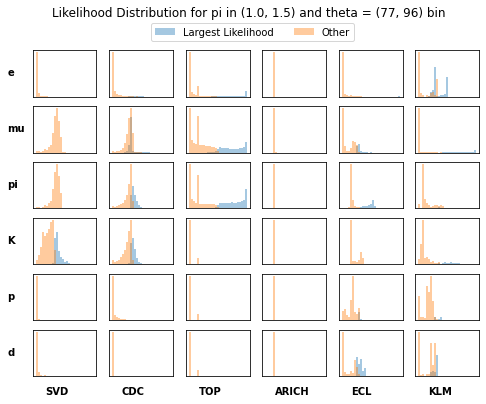 Likelihood Distribution for pi in (1.0, 1.5) and theta = (77, 96) bin
Largest Likelihood Other
e
mu
pi
K
p
d
SVD CDC TOP ARICH ECL KLM